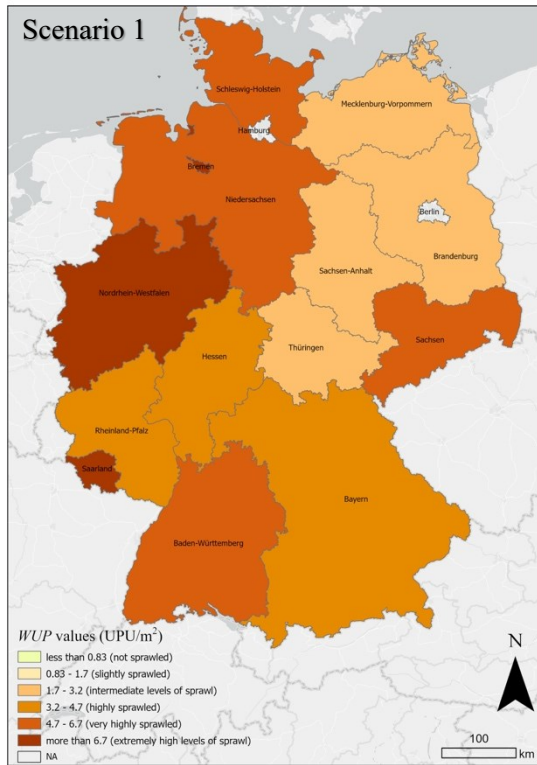 Scenario 1
Schleswig-Holstein
Mecklenburg-Vorpommern
Hamburg
Bremen
Niedersachsen
Berlin
Brandenburg
Sachsen-Anhalt
Nordrhein-Westfalen
Sachsen
Thüringen
Hessen
Rheinland-Pfalz
Saarland
Bayern
Baden-Württemberg
WUP values (UPU/m²)
less than 0.83 (not sprawled)
0.83 - 1.7 (slightly sprawled)
1.7 - 3.2 (intermediate levels of sprawl)
3.2 - 4.7 (highly sprawled)
4.7 - 6.7 (very highly sprawled)
more than 6.7 (extremely high levels of sprawl)
NA
N
100
km